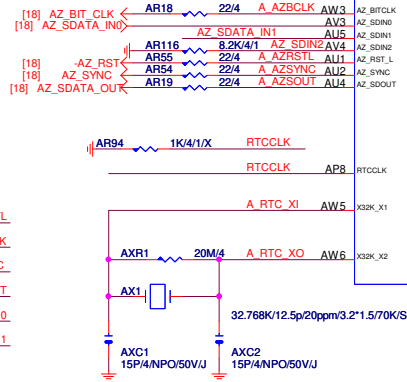 [18] AZ_BIT_CLK AR18 22/4 A_AZBCLK AW3 AZ_BITCLK
[18] AZ_SDATA_IN0 AV3 AZ_SDIN0
AZ_SDATA_IN1 AU5 AZ_SDIN1
AR116 8.2K/4/1 AZ_SDIN2 AV4 AZ_SDIN2
[18] -AZ_RST AR55 22/4 A_AZRSTL AU1 AZ_RST_L
[18] AZ_SYNC AR54 22/4 A_AZSYNC AU2 AZ_SYNC
[18] AZ_SDATA_OUT AR19 22/4 A_AZSOUT AU4 AZ_SDOUT
AR94 1K/4/1/X RTCCLK
RTCCLK AP8 RTCCLK
A_RTC_XI AW5 X32K_X1
L
K
AXR1 20M/4 A_RTC_XO AW6 X32K_X2
C
T
AX1
0
32.768K/12.5p/20ppm/3.2*1.5/70K/S
1
AXC1 AXC2
15P/4/NPO/50V/J 15P/4/NPO/50V/J